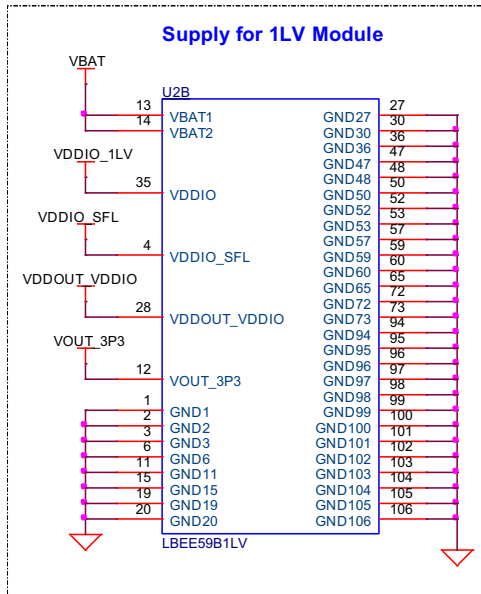 Supply for 1LV Module
VBAT
U2B
13 VBAT1 GND27 27
14 VBAT2 GND30 30
GND36 36
VDDIO_1LV GND47 47
GND48 48
35 VDDIO GND50 50
GND52 52
VDDIO_SFL GND53 53
GND57 57
4 VDDIO_SFL GND59 59
GND60 60
VDDOUT_VDDIO GND65 65
GND72 72
28 VDDOUT_VDDIO GND73 73
GND94 94
VOUT_3P3 GND95 95
GND96 96
12 VOUT_3P3 GND97 97
GND98 98
1 GND1 GND99 99
2 GND2 GND100 100
3 GND3 GND101 101
6 GND6 GND102 102
11 GND11 GND103 103
15 GND15 GND104 104
19 GND19 GND105 105
20 GND20 GND106 106
LBEE59B1LV